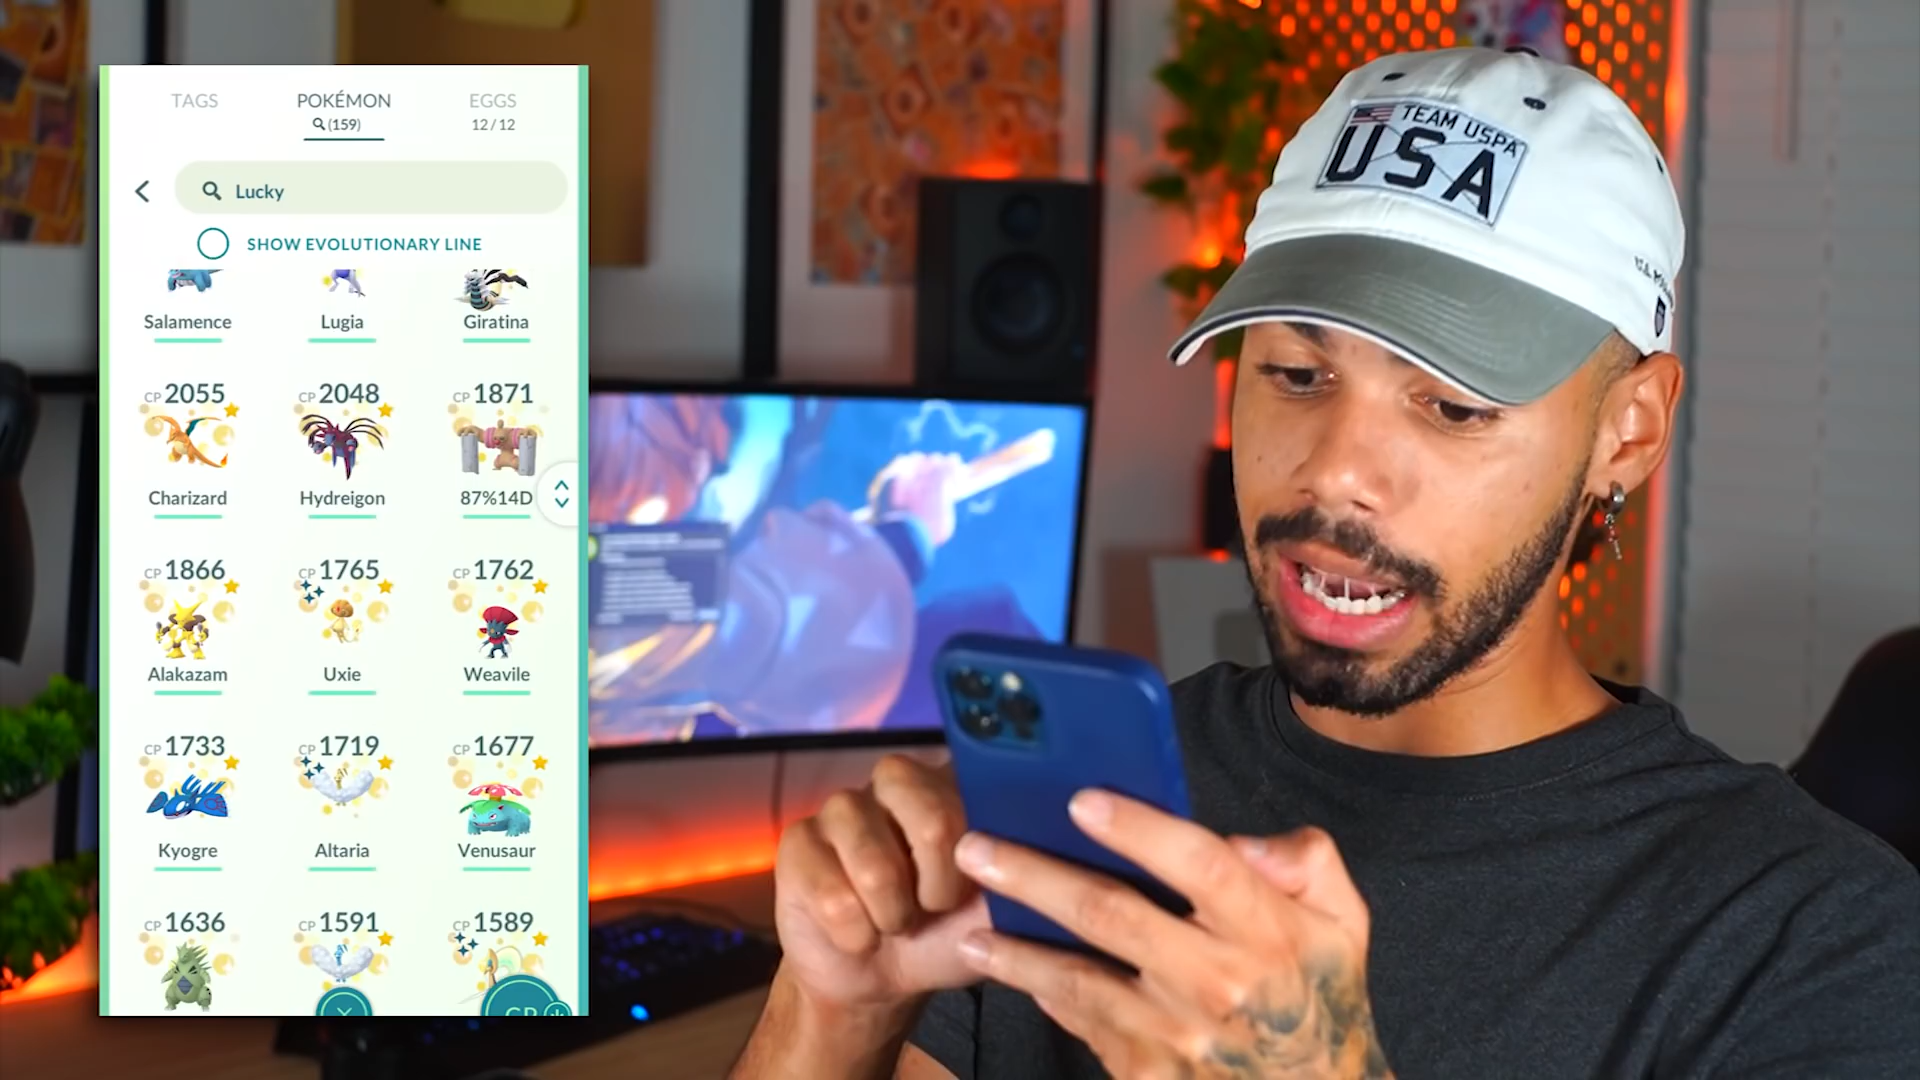 TAGS
POKÉMON
(159)
EGGS
12/12
Lucky
SHOW EVOLUTIONARY LINE
Salamence
Lugia
Giratina
CP 2055
CP 2048
CP 1871
Charizard
Hydreigon
87%14D
CP 1866
CP 1765
CP 1762
Alakazam
Uxie
Weavile
CP 1733
CP 1719
CP 1677
Kyogre
Altaria
Venusaur
CP 1636
CP 1591
CP 1589
CP
TEAM USPA
USA